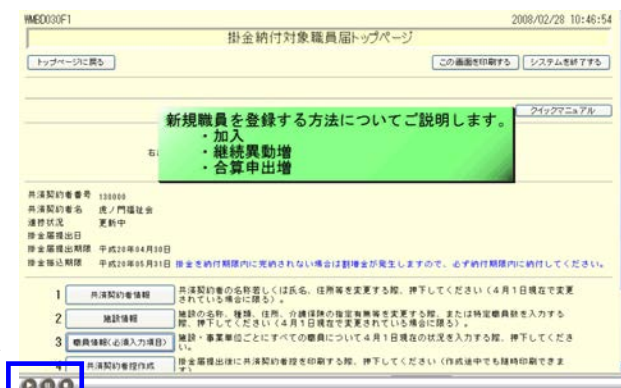 WMBD030F1
2008/02/28 10:46:54
掛金納付対象職員届トップページ
トップページに戻る
この画面を印刷する
システムを終了する
クイックマニュアル
新規職員を登録する方法についてご説明します。
・加入
・継続異動増
・合算申出増
共済契約者番号 138000
共済契約者名 虎ノ門福祉会
進捗状況 更新中
掛金届提出日
掛金届提出期限 平成20年04月30日
掛金振込期限 平成20年05月31日 掛金を納付期限内に完納されない場合は割増金が発生しますので、必ず納付期限内に納付してください。
1 共済契約者情報 共済契約者の名称若しくは氏名、住所等を変更する際、押下してください（4月1日現在で変更
されている場合に限る）。
2 施設情報 施設の名称、種類、住所、介護保険の指定有無等を変更する際、または特定職員数を入力する
際、押下してください（4月1日現在で変更されている場合に限る）。
3 職員情報(必須入力項目) 施設・事業単位ごとにすべての職員について4月1日現在の状況を入力する際、押下してくださ
い。
4 共済契約者控作成 掛金届提出後に共済契約者控を印刷する際、押下してください（作成途中でも随時印刷できま
す）